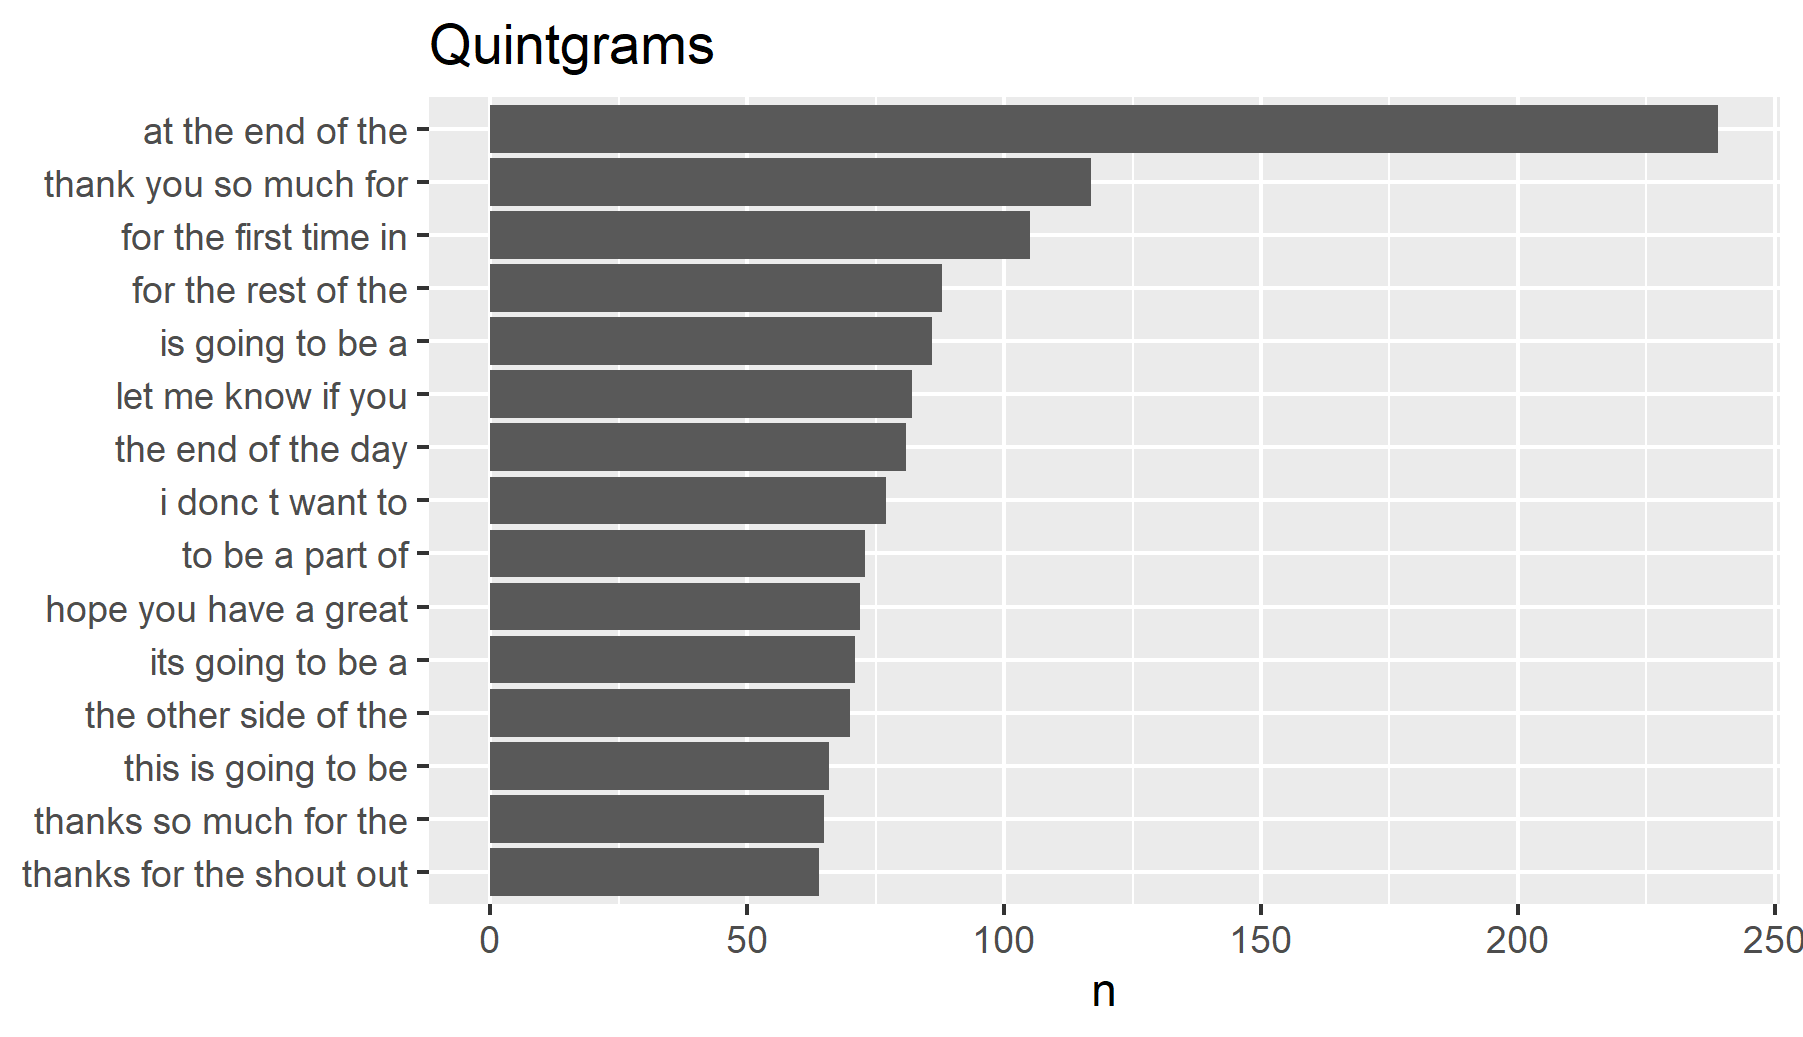 Quintgrams
at the end of the
thank you so much for
for the first time in
for the rest of the
is going to be a
let me know if you
the end of the day
i donc t want to
to be a part of
hope you have a great
its going to be a
the other side of the
this is going to be
thanks so much for the
thanks for the shout out
0 50 100 150 200 250
n